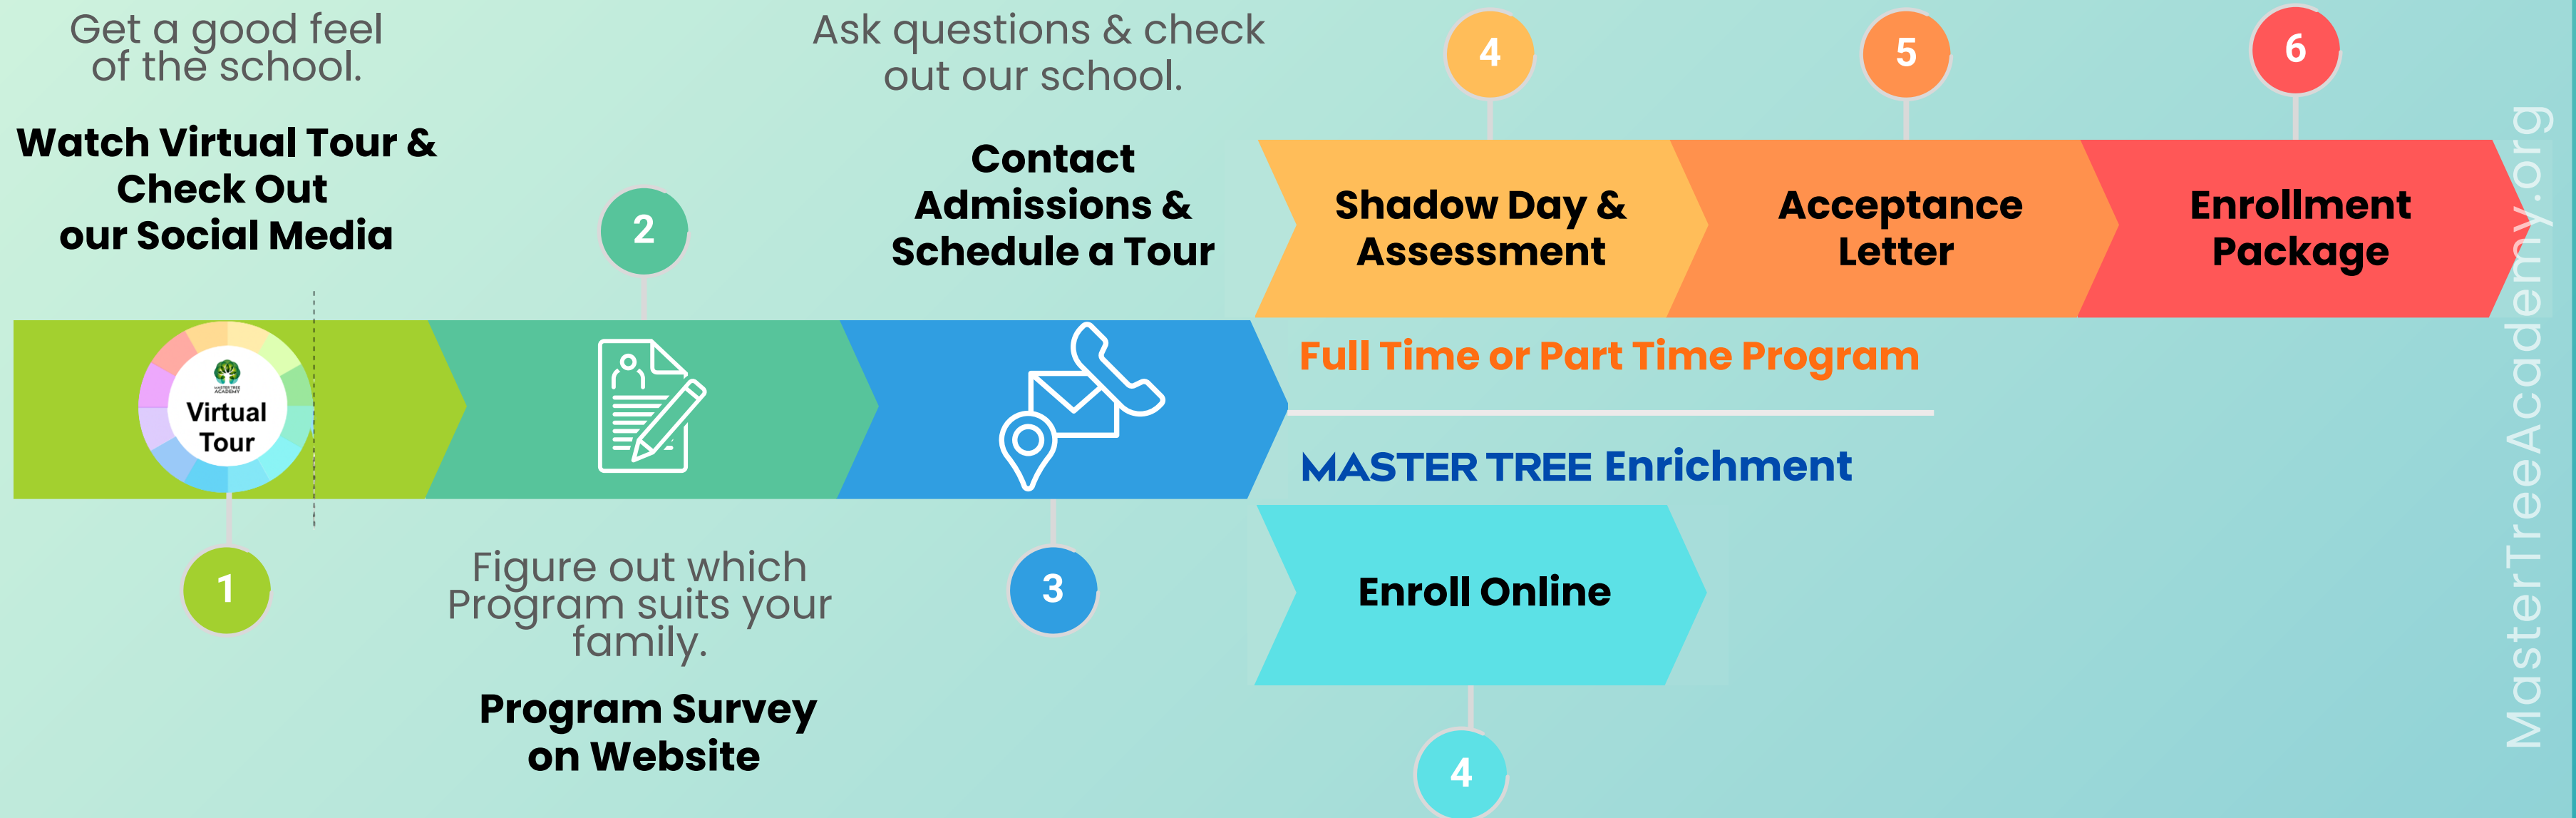 Get a good feel
of the school.
Watch Virtual Tour &
Check Out
our Social Media
MASTER TREE
ACADEMY
Virtual
Tour
1
2
Figure out which
Program suits your
family.
Program Survey
on Website
Ask questions & check
out our school.
Contact
Admissions &
Schedule a Tour
3
4
Shadow Day &
Assessment
5
Acceptance
Letter
6
Enrollment
Package
Full Time or Part Time Program
MASTER TREE Enrichment
Enroll Online
4
MasterTreeAcademy.org